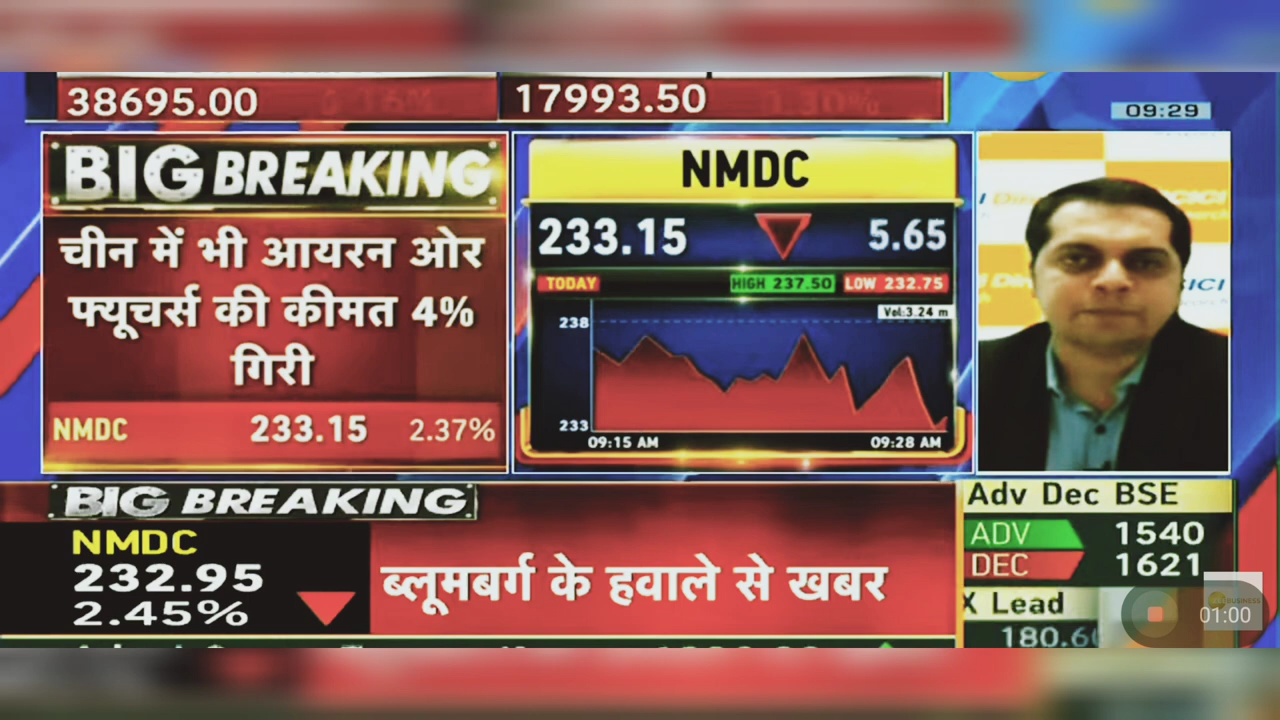 38695.00
17993.50
09:29
BIG BREAKING
चीन में भी आयरन ओर
फ्यूचर्स की कीमत 4%
गिरी
NMDC 233.15 2.37%
NMDC
233.15 5.65
TODAY HIGH 237.50 LOW 232.75
Vol:3.24 m
238
233
09:15 AM 09:28 AM
ICICI
BIG BREAKING
NMDC
232.95
2.45%
ब्लूमबर्ग के हवाले से खबर
Adv Dec BSE
ADV 1540
DEC 1621
X Lead
01:00